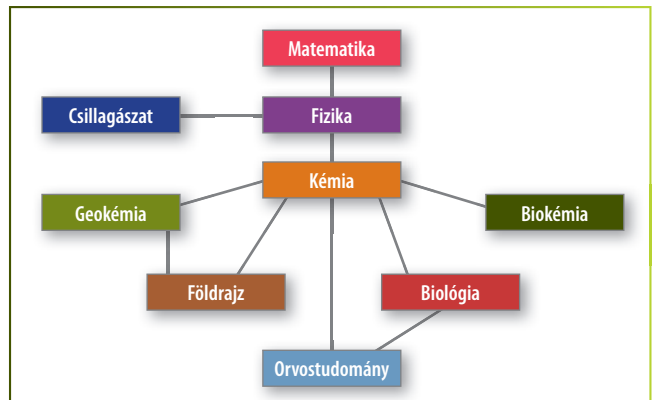 Matematika
Csillagászat
Fizika
Kémia
Geokémia
Biokémia
Földrajz
Biológia
Orvostudomány